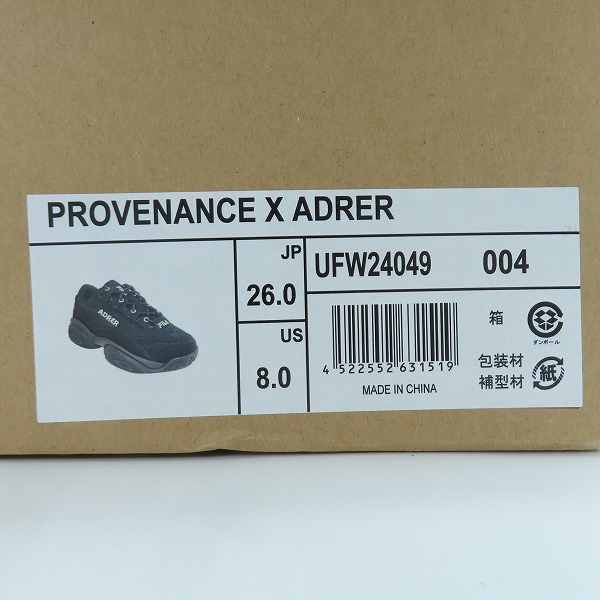 PROVENANCE X ADRER
ADRER
FILA
JP
26.0
US
8.0
UFW24049 004
4 522552 631519
MADE IN CHINA
箱
ダンボール
包装材
補型材
紙